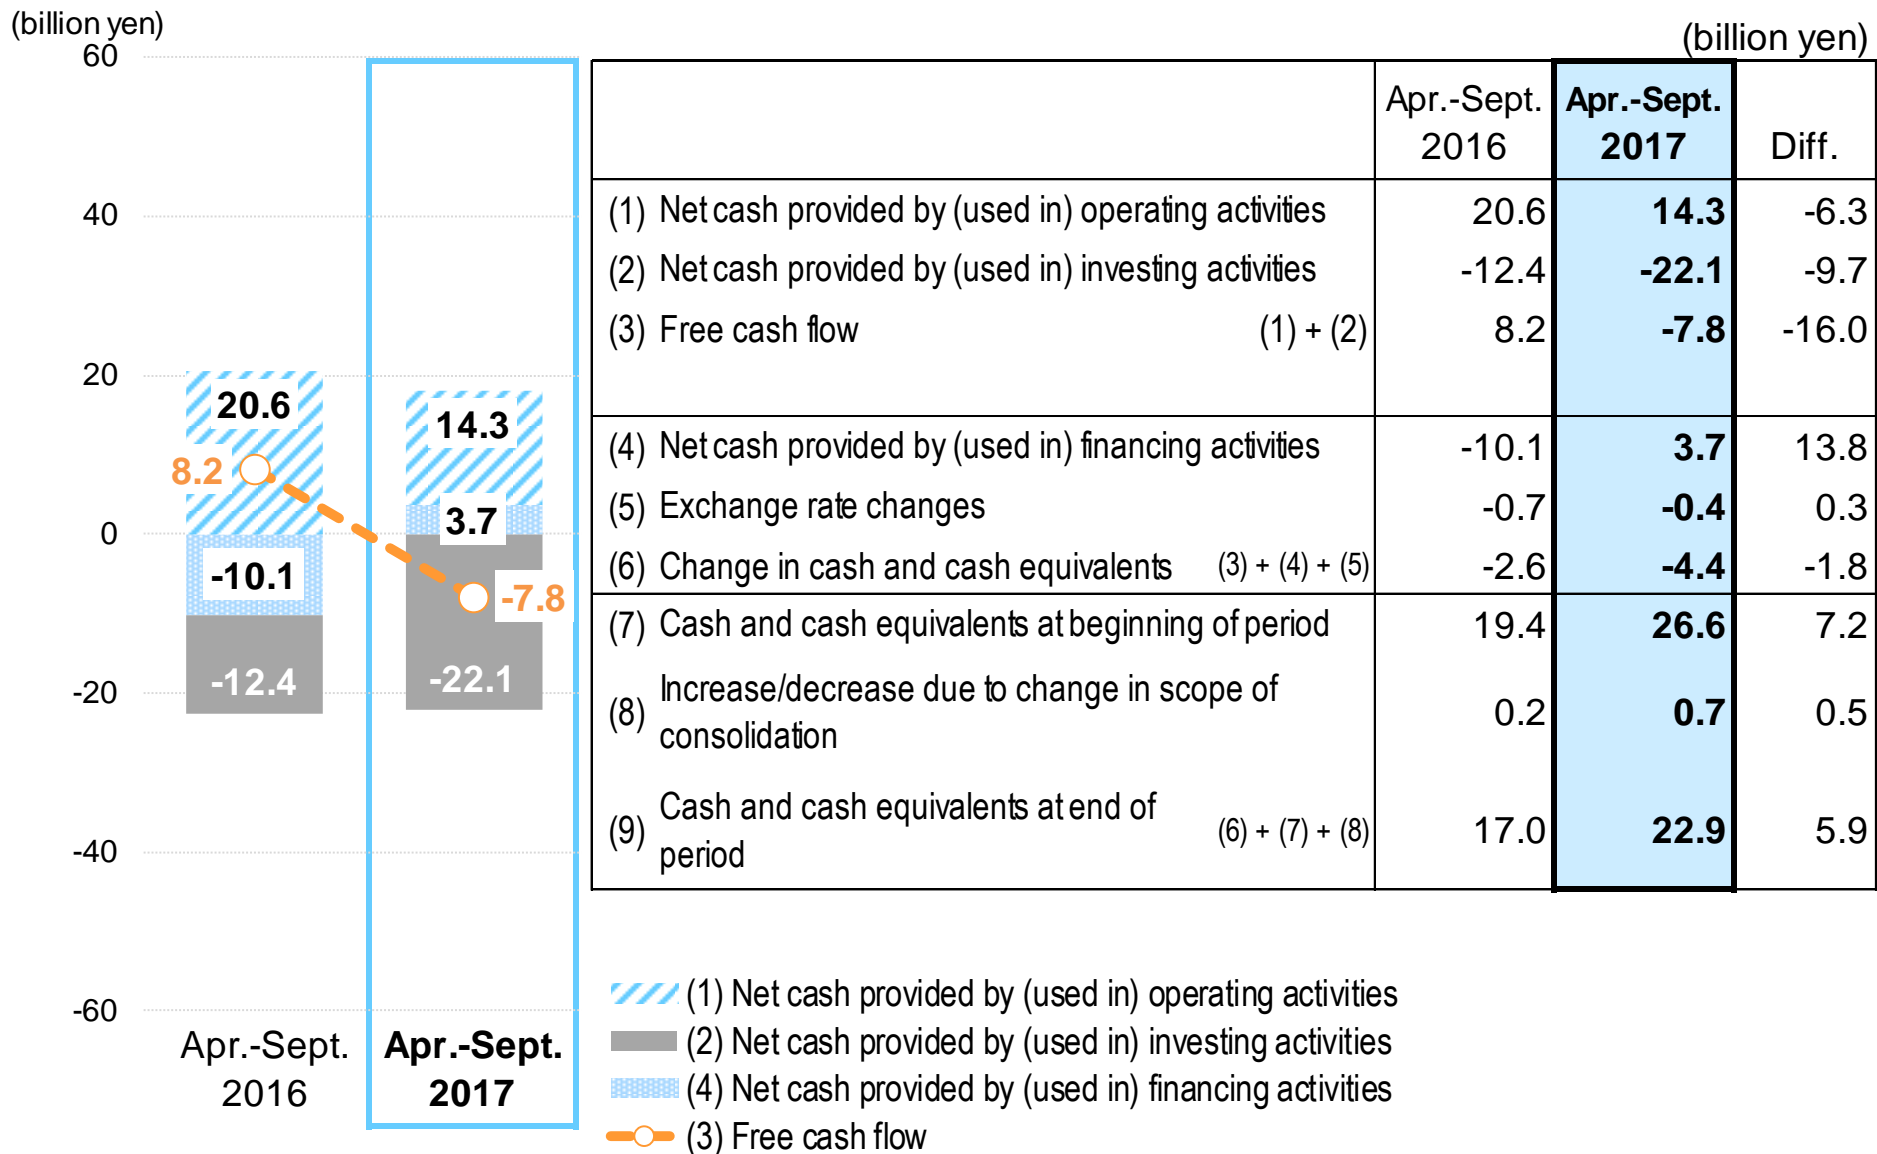 (billion yen)
60
40
20
0
-20
-40
-60
20.6
8.2
-10.1
-12.4
14.3
3.7
-7.8
-22.1
Apr.-Sept.
2016
Apr.-Sept.
2017
(billion yen)
Apr.-Sept. 2016 Apr.-Sept. 2017 Diff.
(1) Net cash provided by (used in) operating activities 20.6 14.3 -6.3
(2) Net cash provided by (used in) investing activities -12.4 -22.1 -9.7
(3) Free cash flow (1) + (2) 8.2 -7.8 -16.0
(4) Net cash provided by (used in) financing activities -10.1 3.7 13.8
(5) Exchange rate changes -0.7 -0.4 0.3
(6) Change in cash and cash equivalents (3) + (4) + (5) -2.6 -4.4 -1.8
(7) Cash and cash equivalents at beginning of period 19.4 26.6 7.2
(8) Increase/decrease due to change in scope of
consolidation 0.2 0.7 0.5
(9) Cash and cash equivalents at end of
period (6) + (7) + (8) 17.0 22.9 5.9
(1) Net cash provided by (used in) operating activities
(2) Net cash provided by (used in) investing activities
(4) Net cash provided by (used in) financing activities
(3) Free cash flow